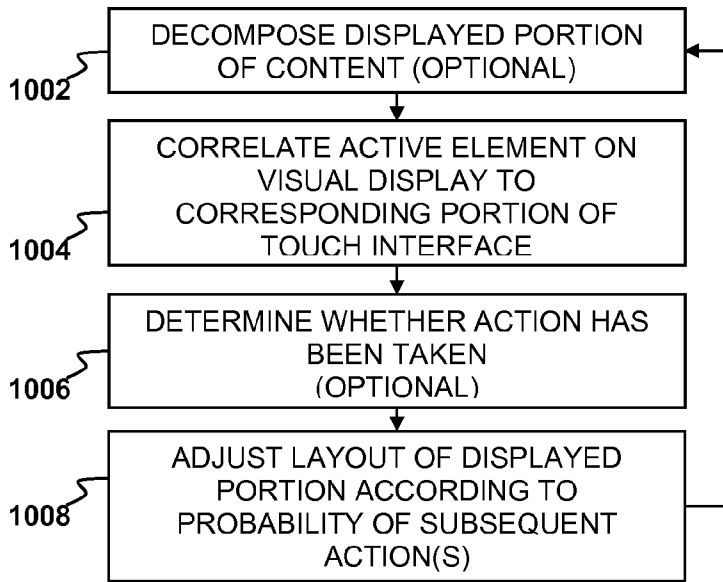 DECOMPOSE DISPLAYED PORTION
OF CONTENT (OPTIONAL)
1002
CORRELATE ACTIVE ELEMENT ON
VISUAL DISPLAY TO
CORRESPONDING PORTION OF
TOUCH INTERFACE
1004
DETERMINE WHETHER ACTION HAS
BEEN TAKEN
(OPTIONAL)
1006
ADJUST LAYOUT OF DISPLAYED
PORTION ACCORDING TO
PROBABILITY OF SUBSEQUENT
ACTION(S)
1008